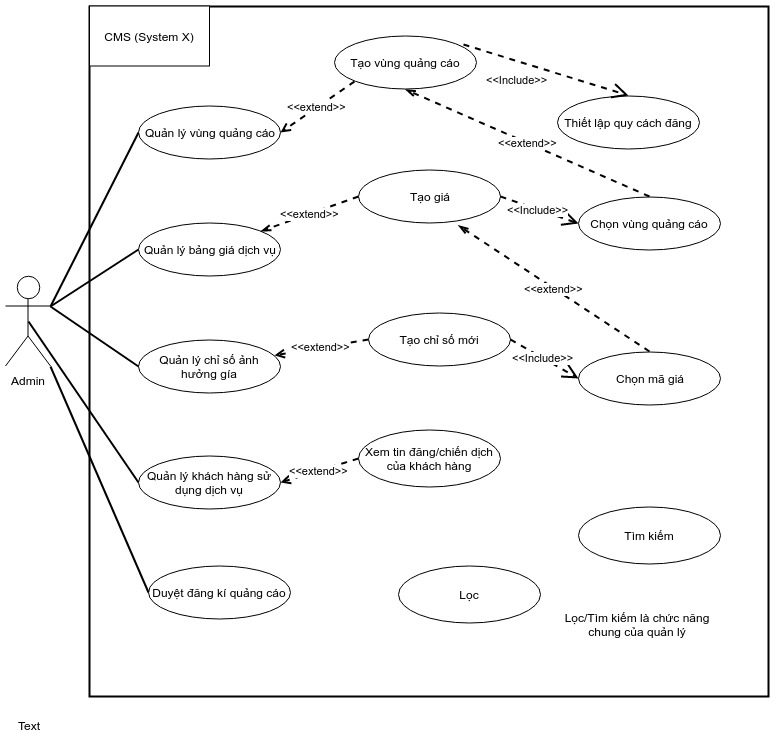 CMS (System X)
Tạo vùng quảng cáo
<<Include>>
<<extend>>
Thiết lập quy cách đăng
Quản lý vùng quảng cáo
<<extend>>
Tạo giá
<<Include>>
<<extend>>
Chọn vùng quảng cáo
Quản lý bảng giá dịch vụ
<<extend>>
Tạo chỉ số mới
<<extend>>
<<Include>>
Quản lý chỉ số ảnh
hưởng gía
Chọn mã giá
Admin
Xem tin đăng/chiến dịch
của khách hàng
<<extend>>
Quản lý khách hàng sử
dụng dịch vụ
Tìm kiếm
Duyệt đăng kí quảng cáo
Lọc
Lọc/Tìm kiếm là chức năng
chung của quản lý
Text